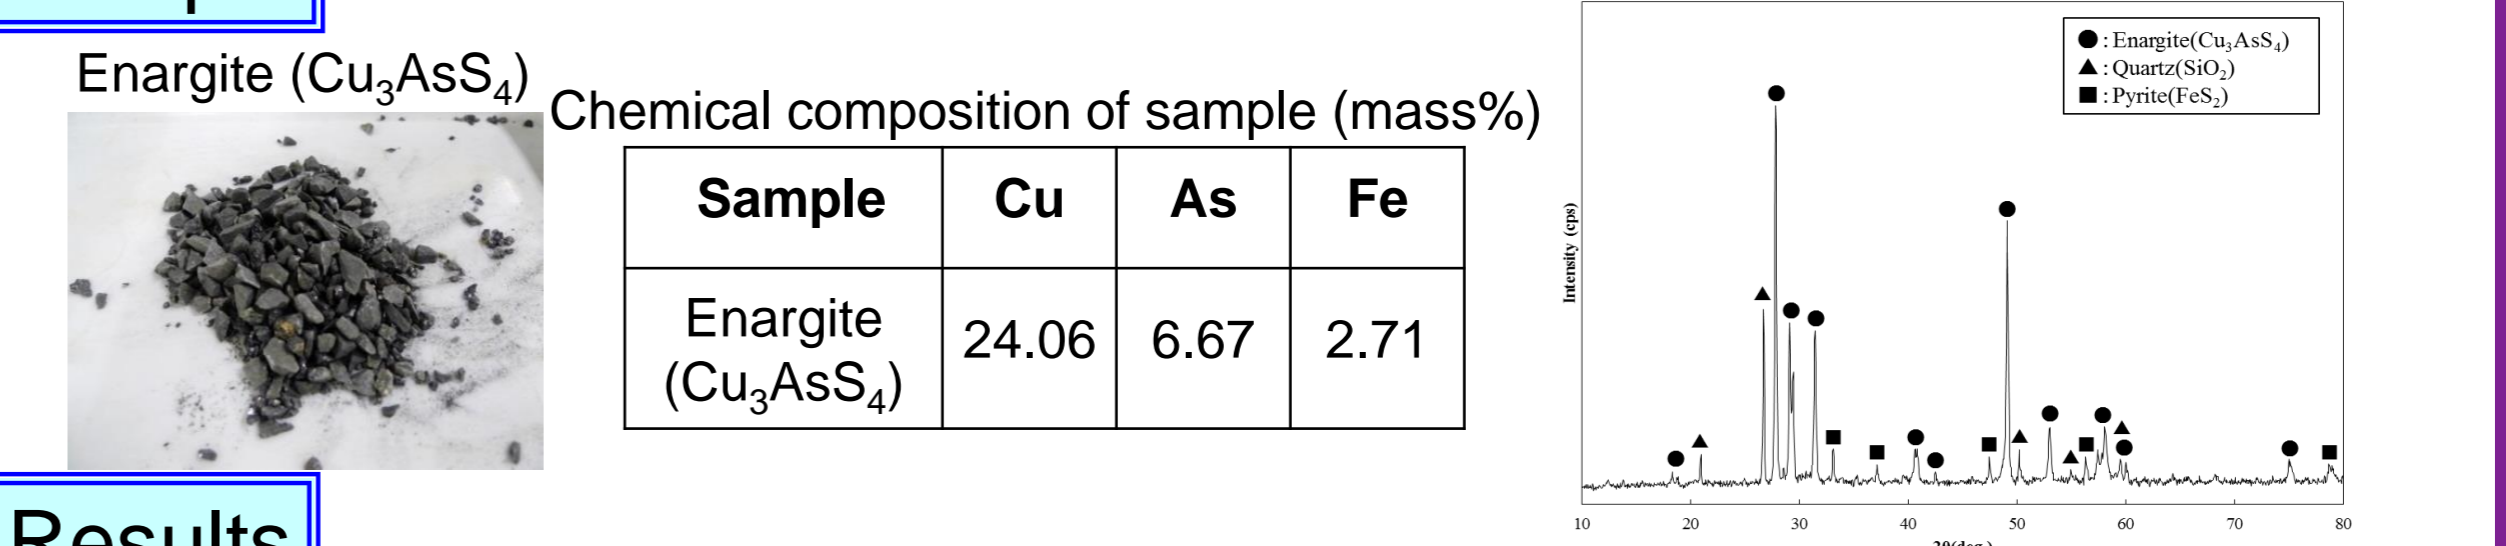 Enargite (Cu₃AsS₄)
Chemical composition of sample (mass%)
Sample Cu As Fe
Enargite
(Cu₃AsS₄) 24.06 6.67 2.71
● : Enargite(Cu₃AsS₄)
▲ : Quartz(SiO₂)
■ : Pyrite(FeS₂)
Intensity (cps)
10 20 30 40 50 60 70 80
Results